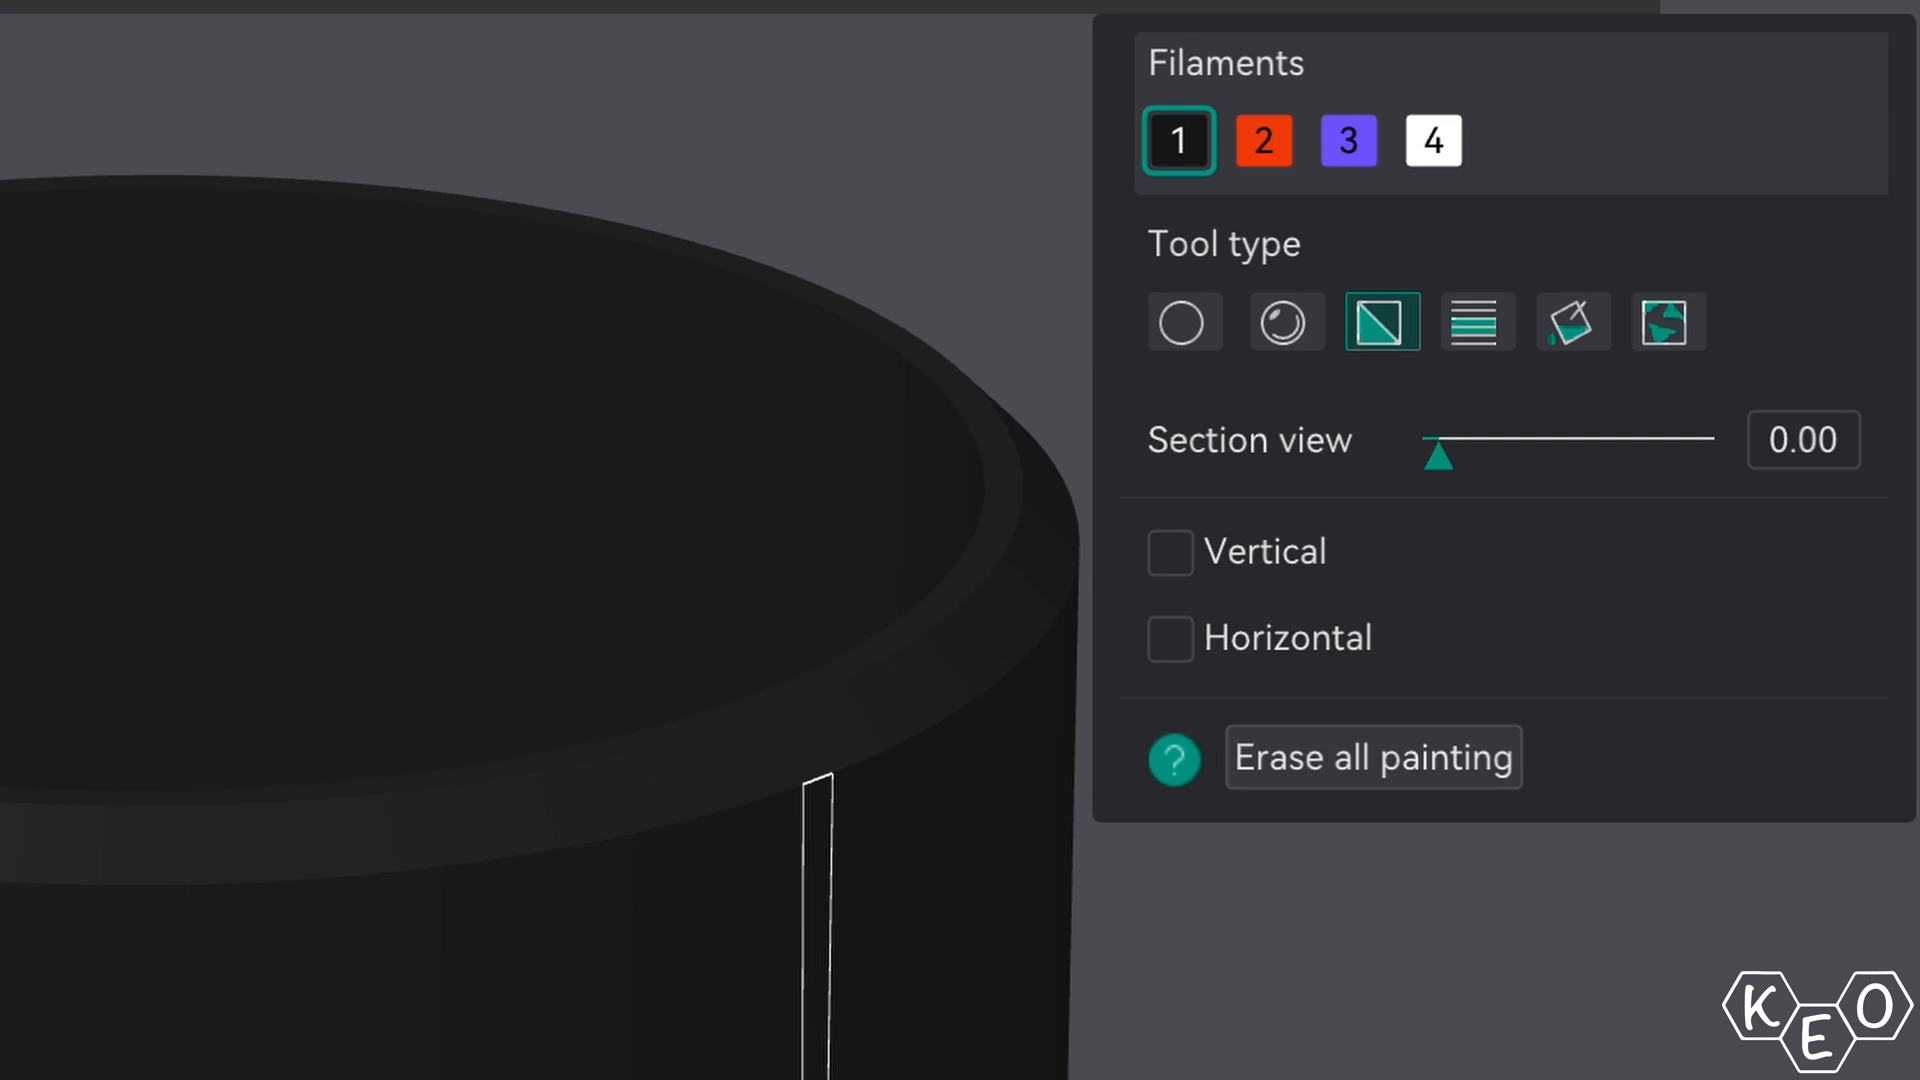 Filaments
1 2 3 4
Tool type
Section view 0.00
Vertical
Horizontal
? Erase all painting
KEO